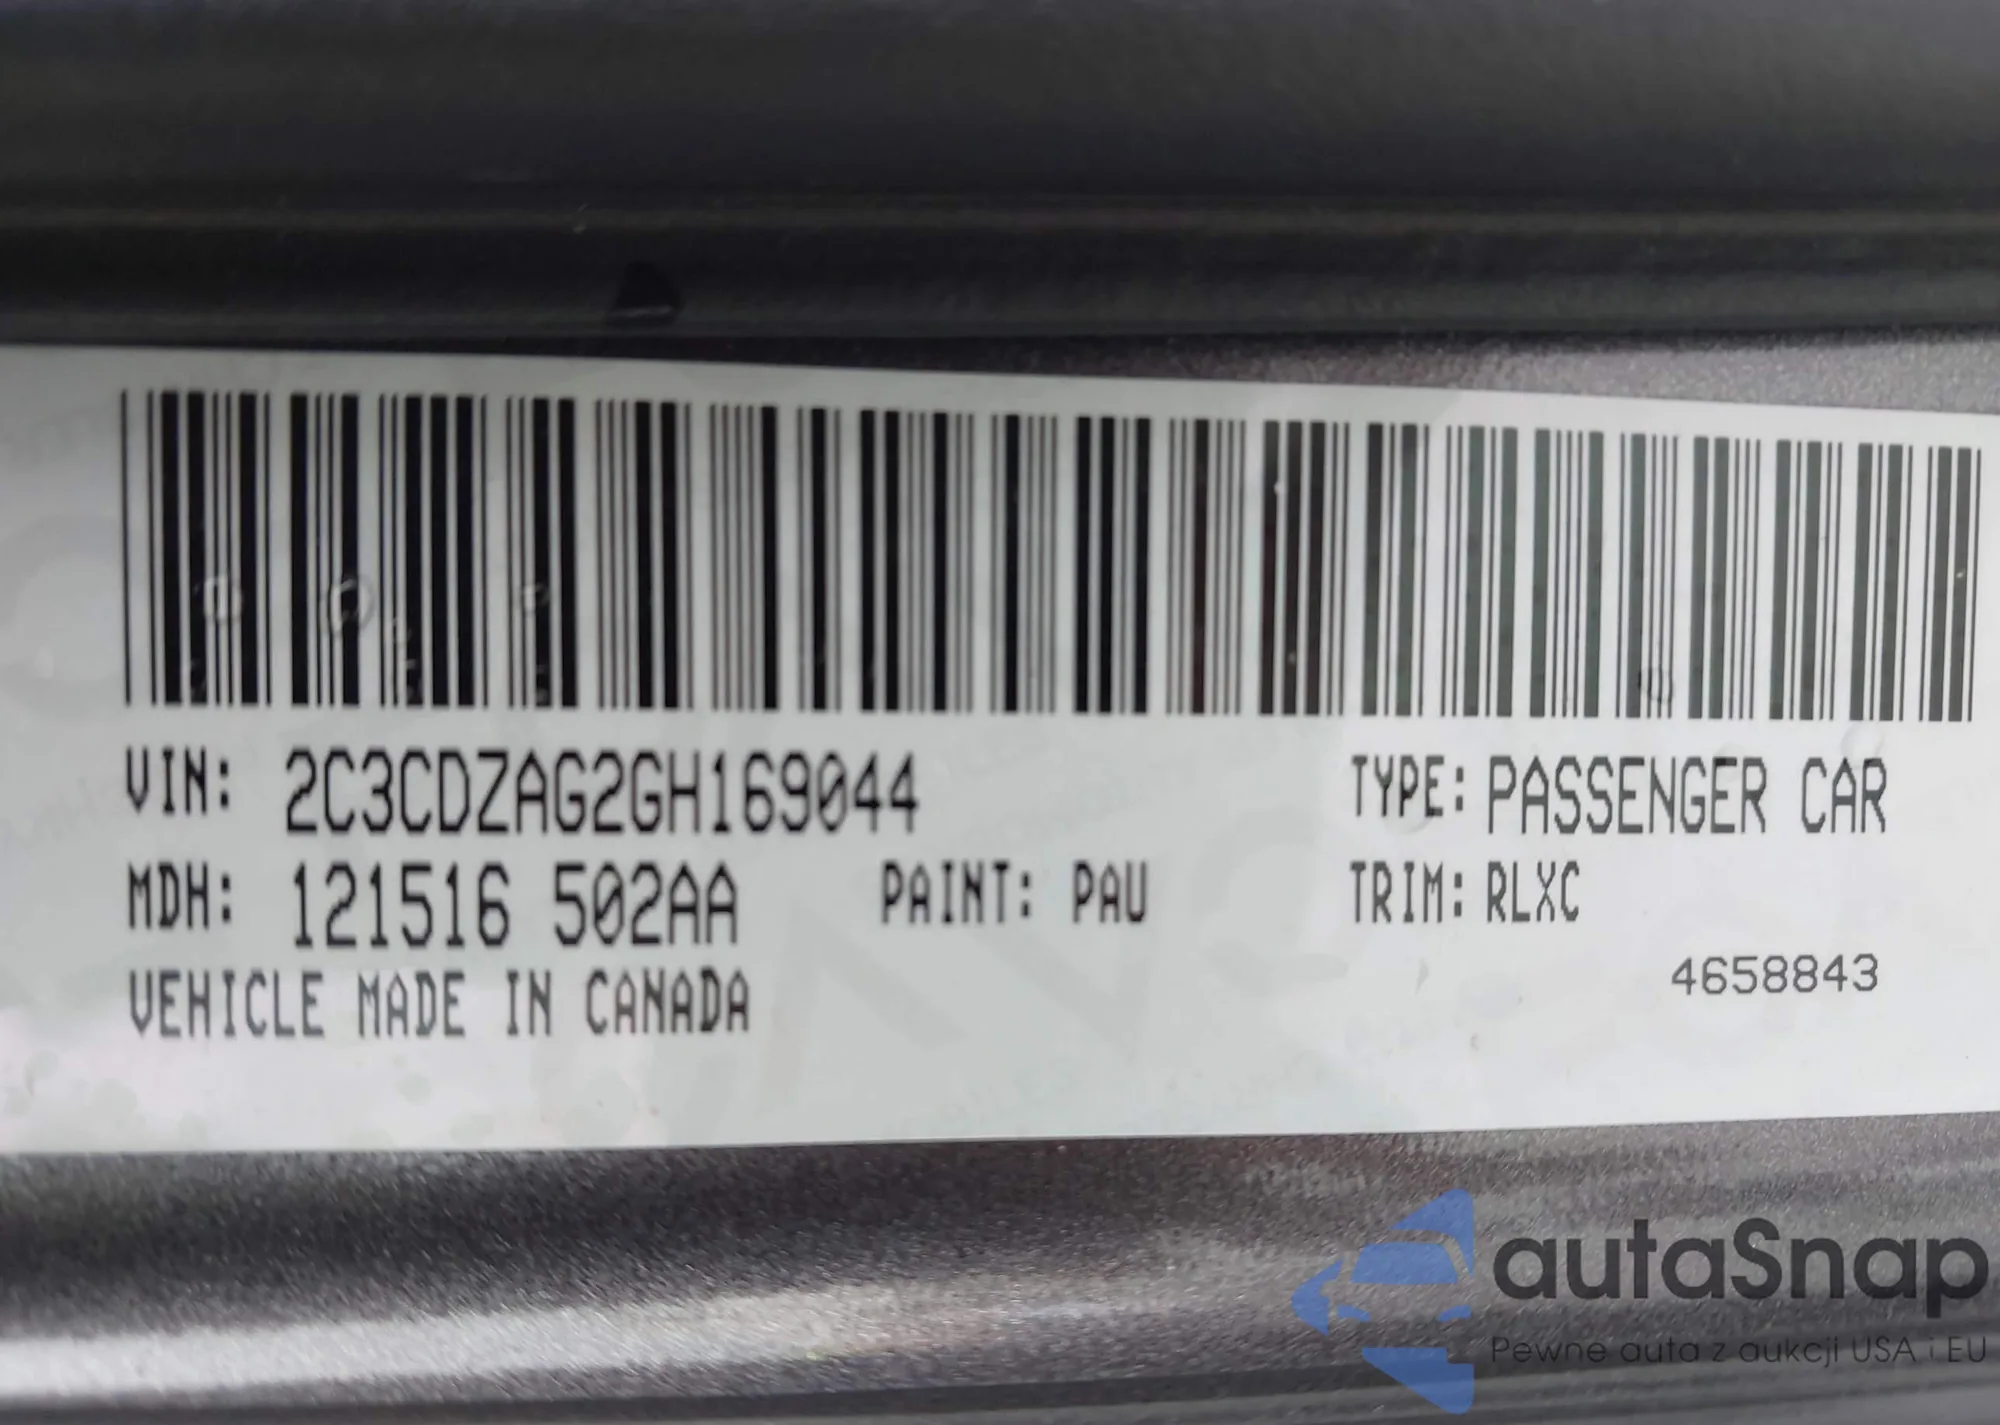 VIN: 2C3CDZAG2GH169044
TYPE: PASSENGER CAR
MDH: 121516 502AA
PAINT: PAU
TRIM: RLXC
VEHICLE MADE IN CANADA
4658843
autaSnap
Pewne auta z aukcji USA i EU